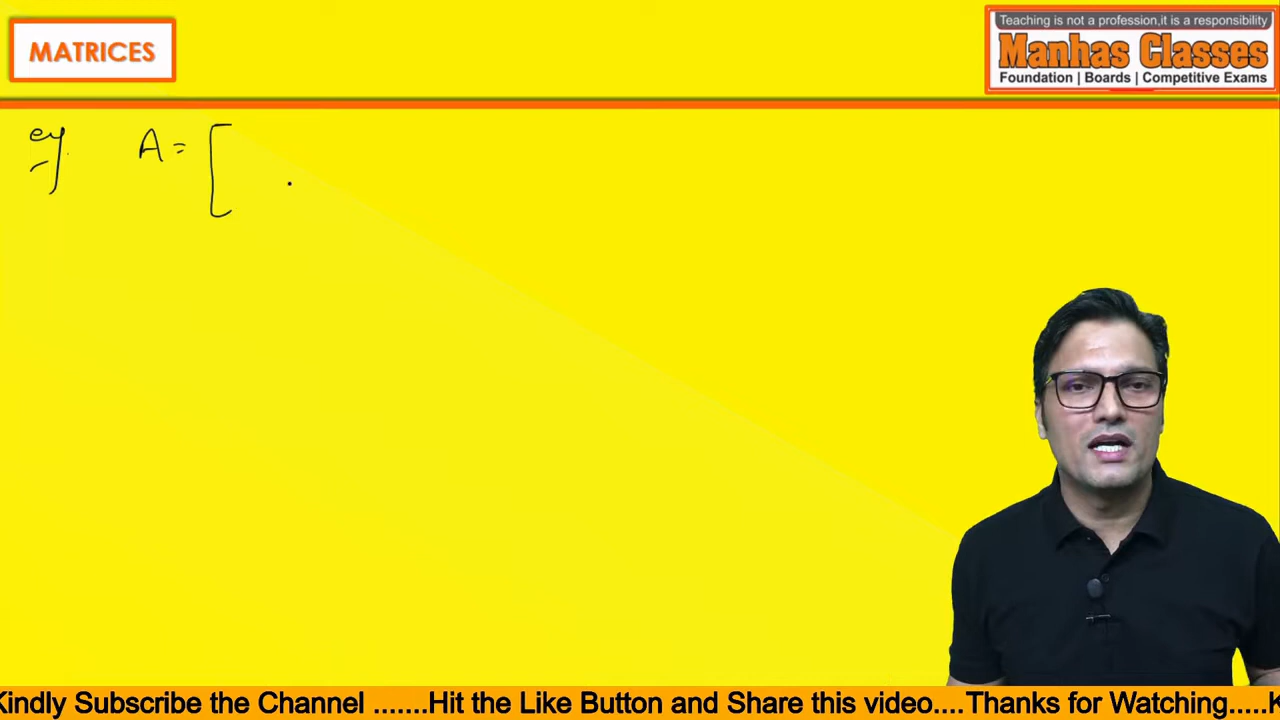 MATRICES
Teaching is not a profession,it is a responsibility
Manhas Classes
Foundation | Boards | Competitive Exams
eg. A = [
Kindly Subscribe the Channel .......Hit the Like Button and Share this video....Thanks for Watching.....K